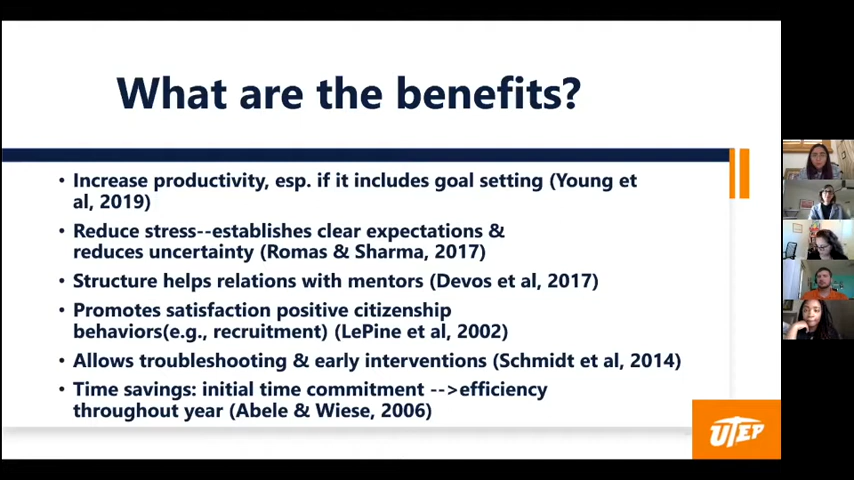 What are the benefits?
• Increase productivity, esp. if it includes goal setting (Young et
al, 2019)
• Reduce stress--establishes clear expectations &
reduces uncertainty (Romas & Sharma, 2017)
• Structure helps relations with mentors (Devos et al, 2017)
• Promotes satisfaction positive citizenship
behaviors(e.g., recruitment) (LePine et al, 2002)
• Allows troubleshooting & early interventions (Schmidt et al, 2014)
• Time savings: initial time commitment -->efficiency
throughout year (Abele & Wiese, 2006)
UTEP